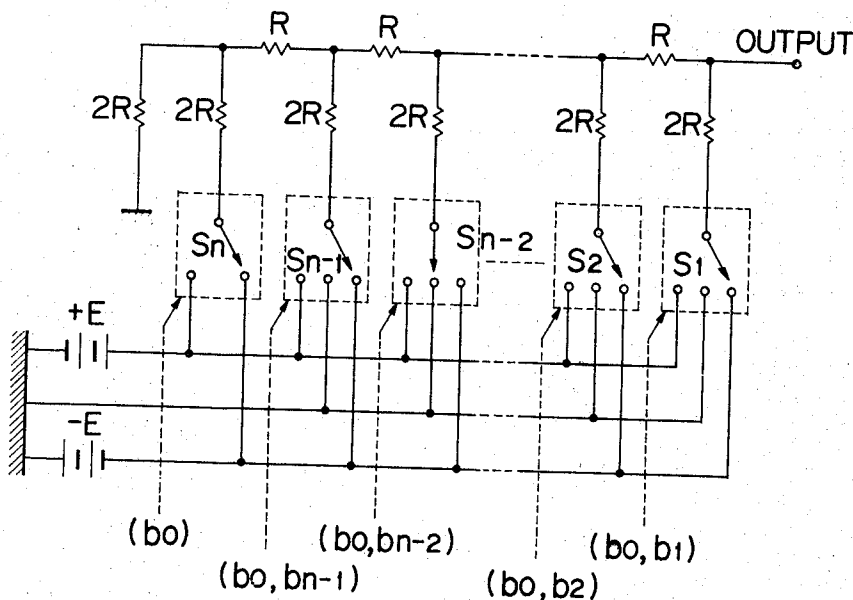 R
R
R
OUTPUT
2R
2R
2R
2R
2R
2R
Sn
Sn-1
Sn-2
S2
S1
+E
-E
(bo)
(bo,bn-1)
(bo,bn-2)
(bo,b2)
(bo,b1)